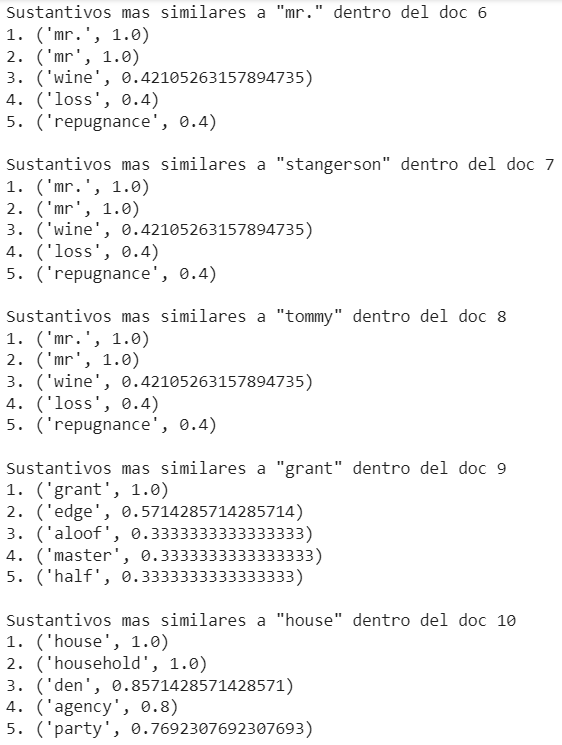 Sustantivos mas similares a "mr." dentro del doc 6
1. ('mr.', 1.0)
2. ('mr', 1.0)
3. ('wine', 0.42105263157894735)
4. ('loss', 0.4)
5. ('repugnance', 0.4)
Sustantivos mas similares a "stangerson" dentro del doc 7
1. ('mr.', 1.0)
2. ('mr', 1.0)
3. ('wine', 0.42105263157894735)
4. ('loss', 0.4)
5. ('repugnance', 0.4)
Sustantivos mas similares a "tommy" dentro del doc 8
1. ('mr.', 1.0)
2. ('mr', 1.0)
3. ('wine', 0.42105263157894735)
4. ('loss', 0.4)
5. ('repugnance', 0.4)
Sustantivos mas similares a "grant" dentro del doc 9
1. ('grant', 1.0)
2. ('edge', 0.5714285714285714)
3. ('aloof', 0.3333333333333333)
4. ('master', 0.3333333333333333)
5. ('half', 0.3333333333333333)
Sustantivos mas similares a "house" dentro del doc 10
1. ('house', 1.0)
2. ('household', 1.0)
3. ('den', 0.8571428571428571)
4. ('agency', 0.8)
5. ('party', 0.7692307692307693)